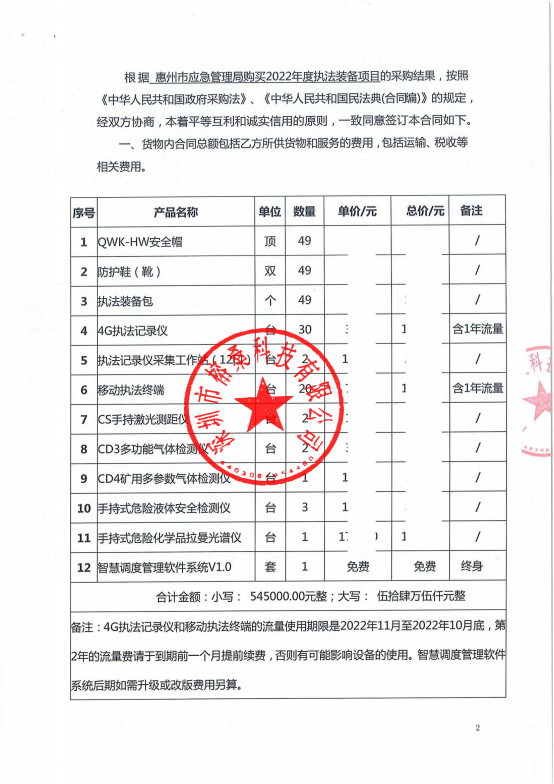 根据 惠州市应急管理局购买2022年度执法装备项目的采购结果，按照
《中华人民共和国政府采购法》、《中华人民共和国民法典(合同编)》的规定，
经双方协商，本着平等互利和诚实信用的原则，一致同意签订本合同如下。
一、货物内合同总额包括乙方所供货物和服务的费用，包括运输、税收等
相关费用。
序号 产品名称 单位 数量 单价/元 总价/元 备注
1 QWK-HW安全帽 顶 49 /
2 防护鞋（靴） 双 49 /
3 执法装备包 个 49 /
4 4G执法记录仪 台 30 1 含1年流量
5 执法记录仪采集工作站（12 台 2 1 /
6 移动执法终端 台 20 1 含1年流量
7 CS手持激光测距仪 台 2 /
8 CD3多功能气体检测仪 台 2 /
9 CD4矿用多参数气体检测仪 台 1 1 /
10 手持式危险液体安全检测仪 台 3 1 /
11 手持式危险化学品拉曼光谱仪 台 1 1 /
12 智慧调度管理软件系统V1.0 套 1 免费 免费 终身
合计金额：小写： 545000.00元整；大写： 伍拾肆万伍仟元整
备注：4G执法记录仪和移动执法终端的流量使用期限是2022年11月至2022年10月底，第
2年的流量费请于到期前一个月提前续费，否则有可能影响设备的使用。智慧调度管理软件
系统后期如需升级或改版费用另算。
深圳市格桑科技有限公司
科
2